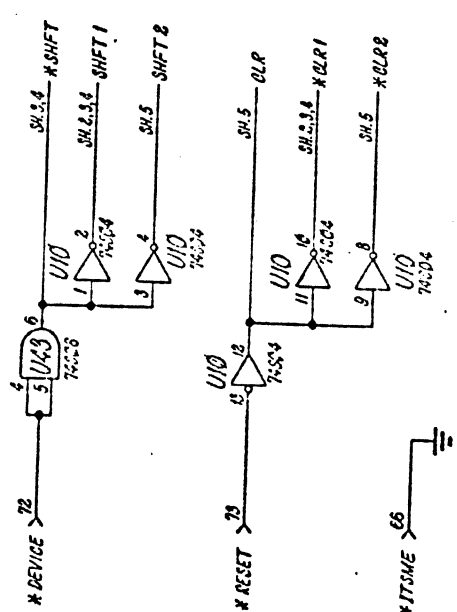 *DEVICE
72
4
5
U43
6
SH.3,4
*SHFT
U10
74S04
1
2
SH.2,3,4
SHFT1
U10
74S04
3
4
SH.5
SHFT2
*RESET
73
13
U10
12
74S04
SH.5
CLR
U10
74S04
11
10
SH.2,3,4
*CLR1
U10
74S04
9
8
SH.5
*CLR2
*ITSME
66